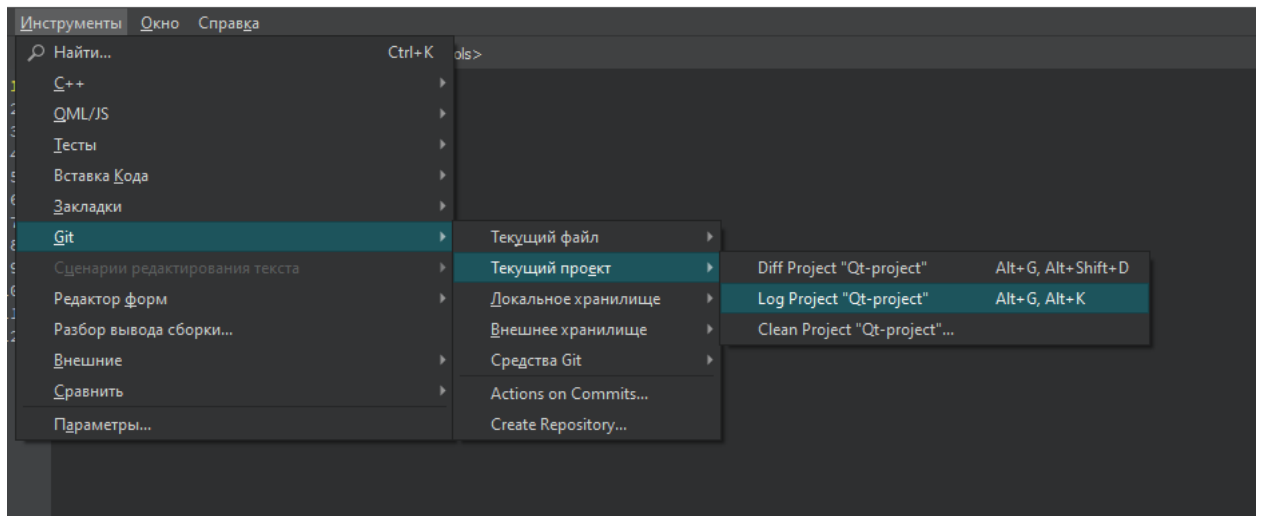 Инструменты Окно Справка
Найти... Ctrl+K
ols>
C++
QML/JS
Тесты
Вставка Кода
Закладки
Git
Сценарии редактирования текста
Редактор форм
Разбор вывода сборки...
Внешние
Сравнить
Параметры...
Текущий файл
Текущий проект
Локальное хранилище
Внешнее хранилище
Средства Git
Actions on Commits...
Create Repository...
Diff Project "Qt-project" Alt+G, Alt+Shift+D
Log Project "Qt-project" Alt+G, Alt+K
Clean Project "Qt-project"...